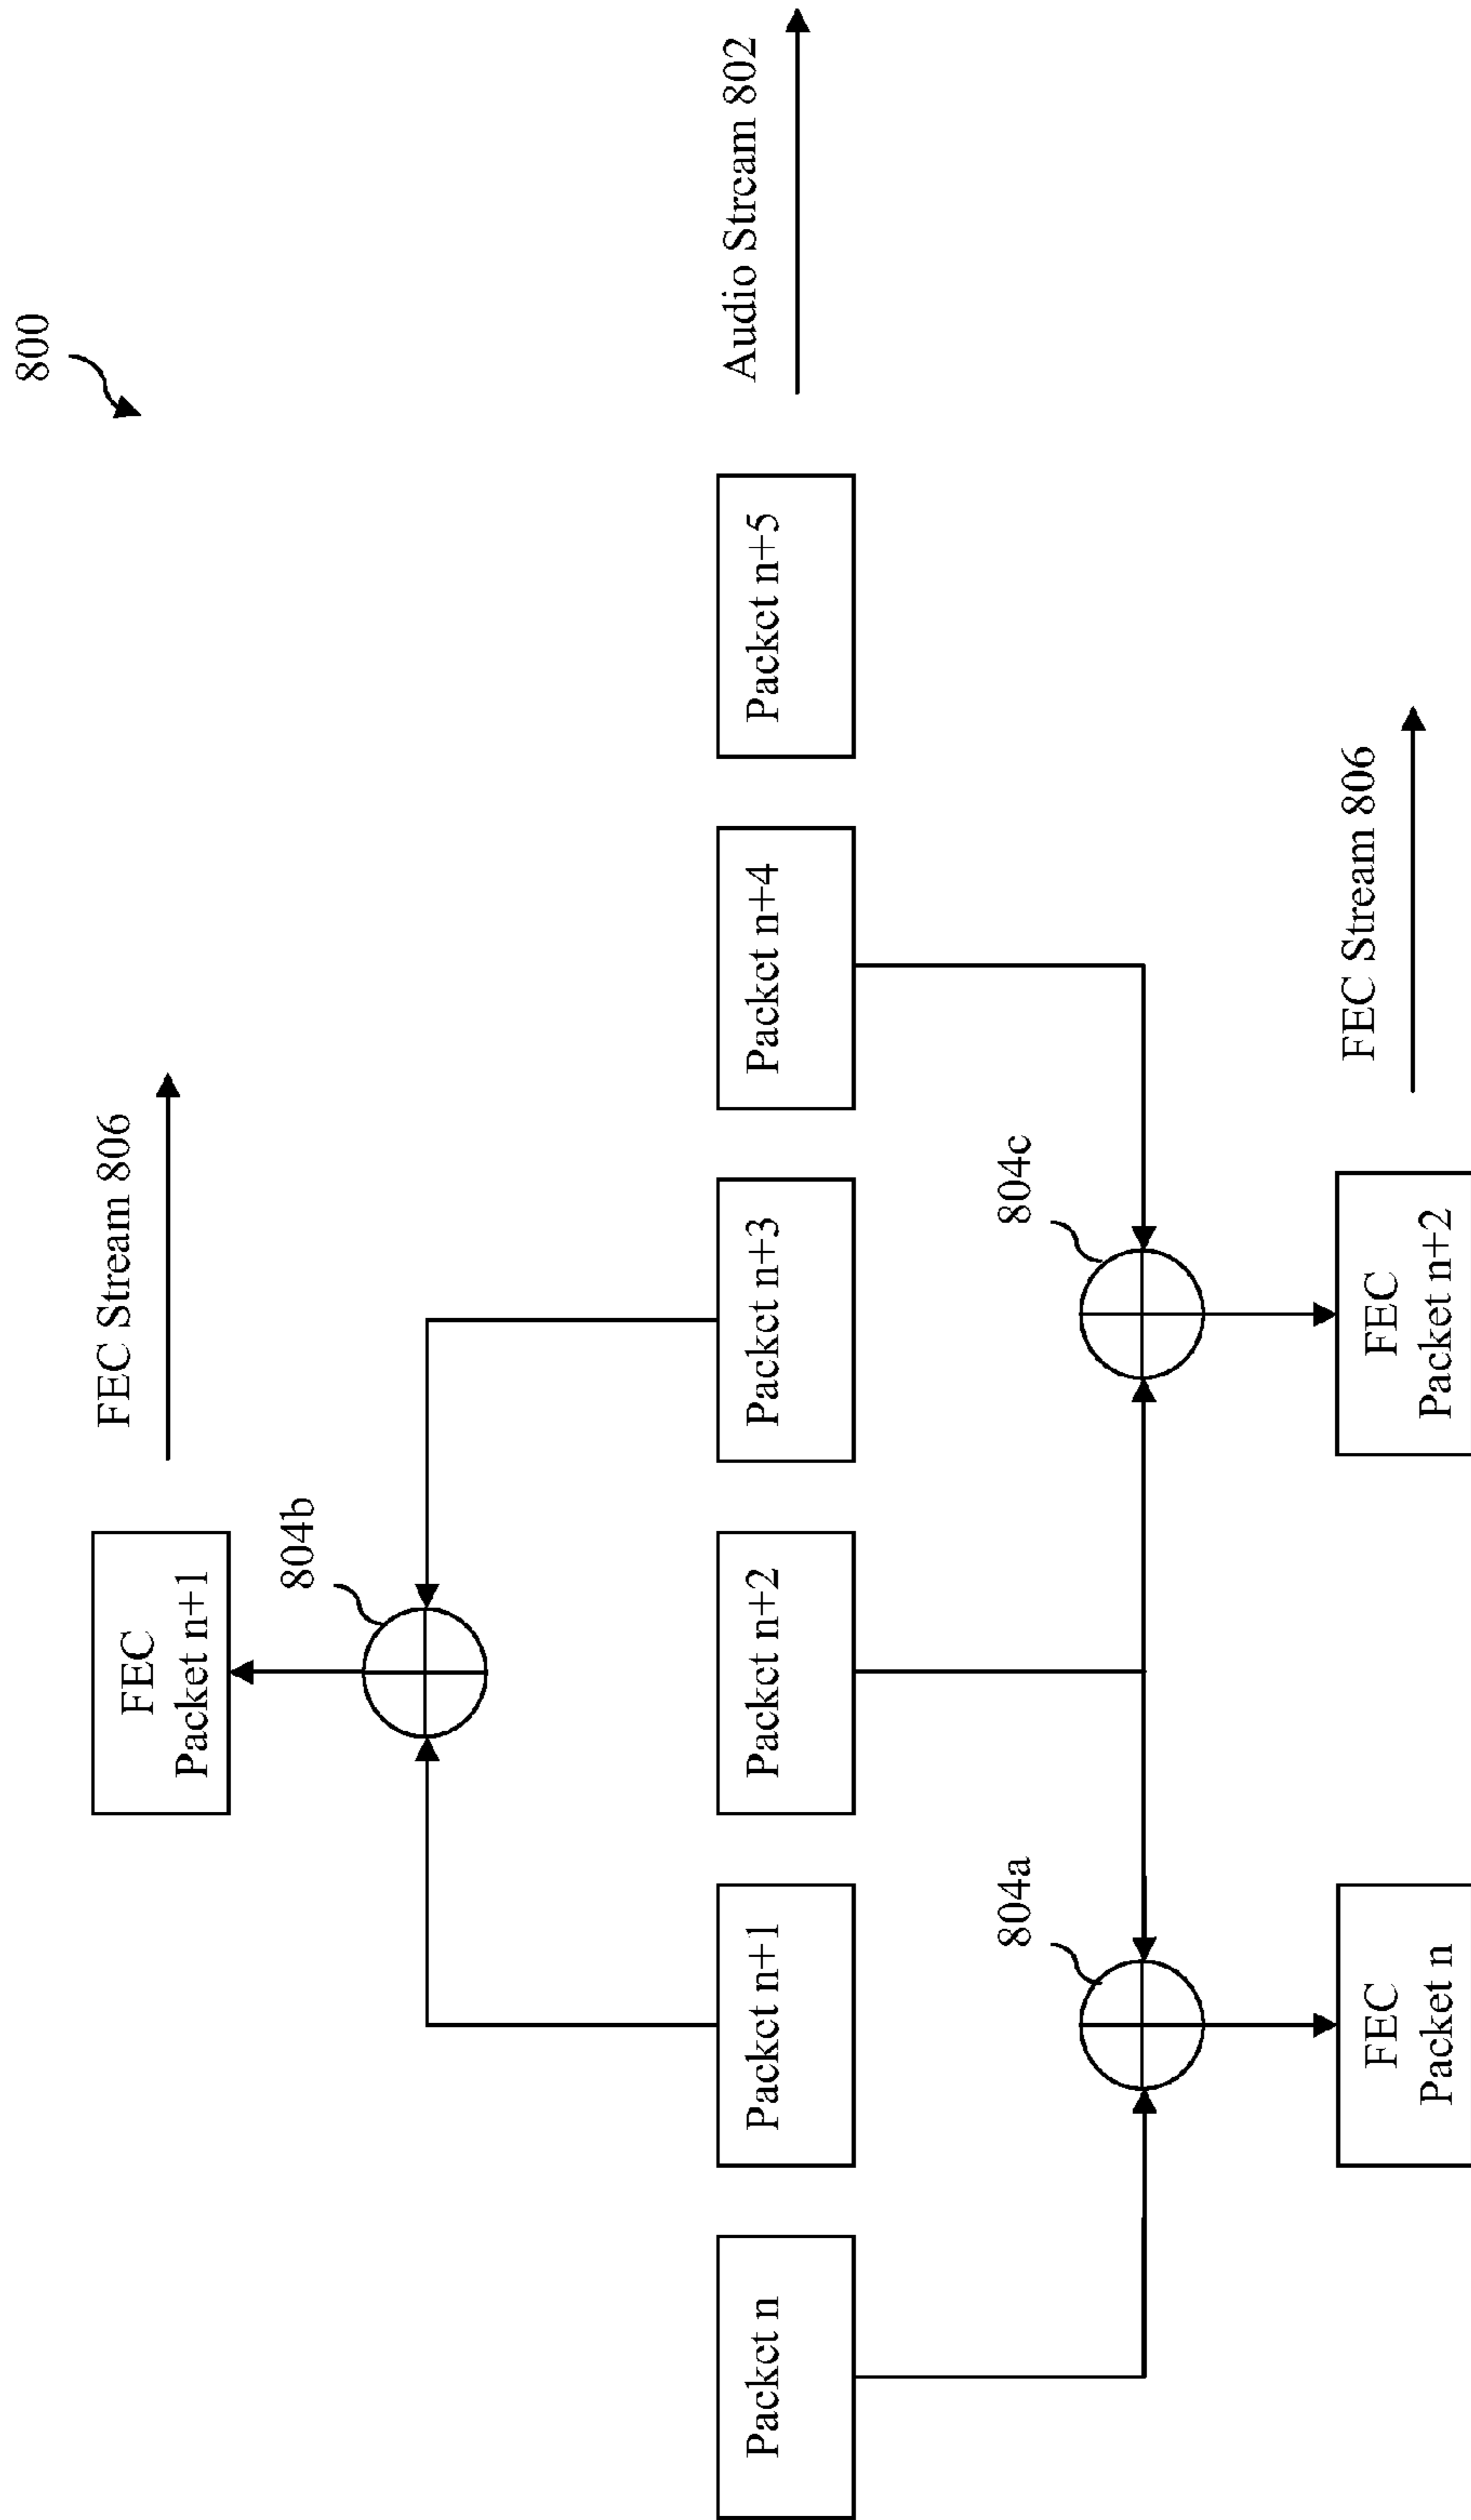 800
FEC
Packet n+1
FEC Stream 806
804b
Packet n
Packet n+1
Packet n+2
Packet n+3
Packet n+4
Packet n+5
Audio Stream 802
804a
804c
FEC
Packet n
FEC
Packet n+2
FEC Stream 806